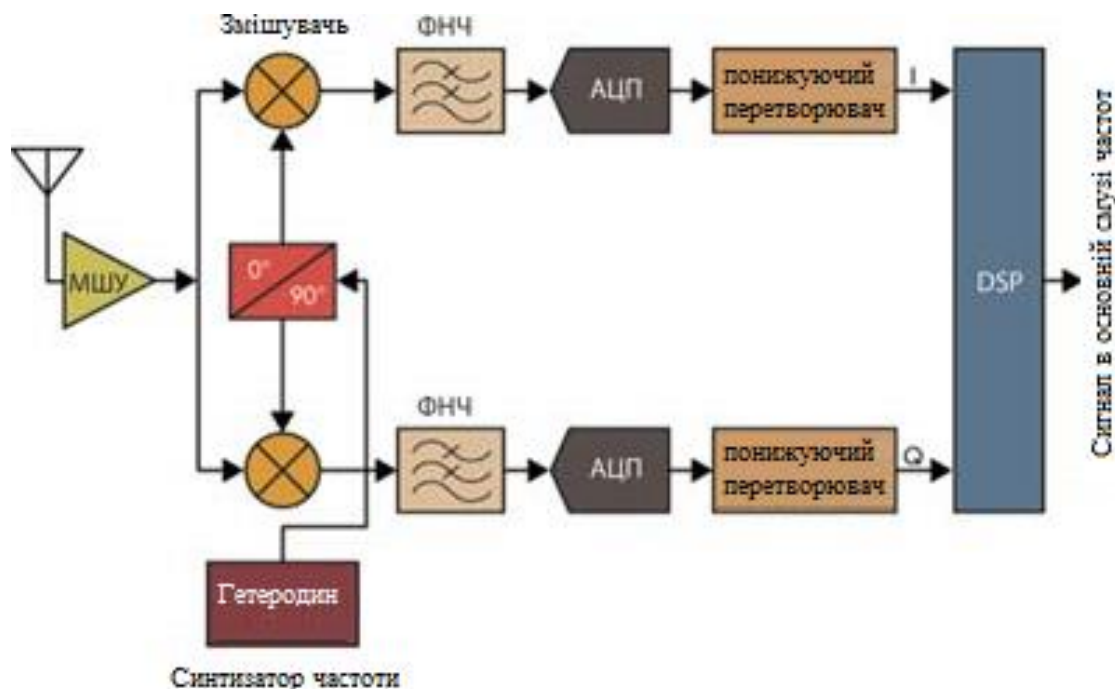 Змішувачь
ФНЧ
АЦП
понижуючий
перетворювач
I
МШУ
0°
90°
DSP
Сигнал в основній смузі частот
ФНЧ
АЦП
понижуючий
перетворювач
Q
Гетеродин
Синтизатор частоти